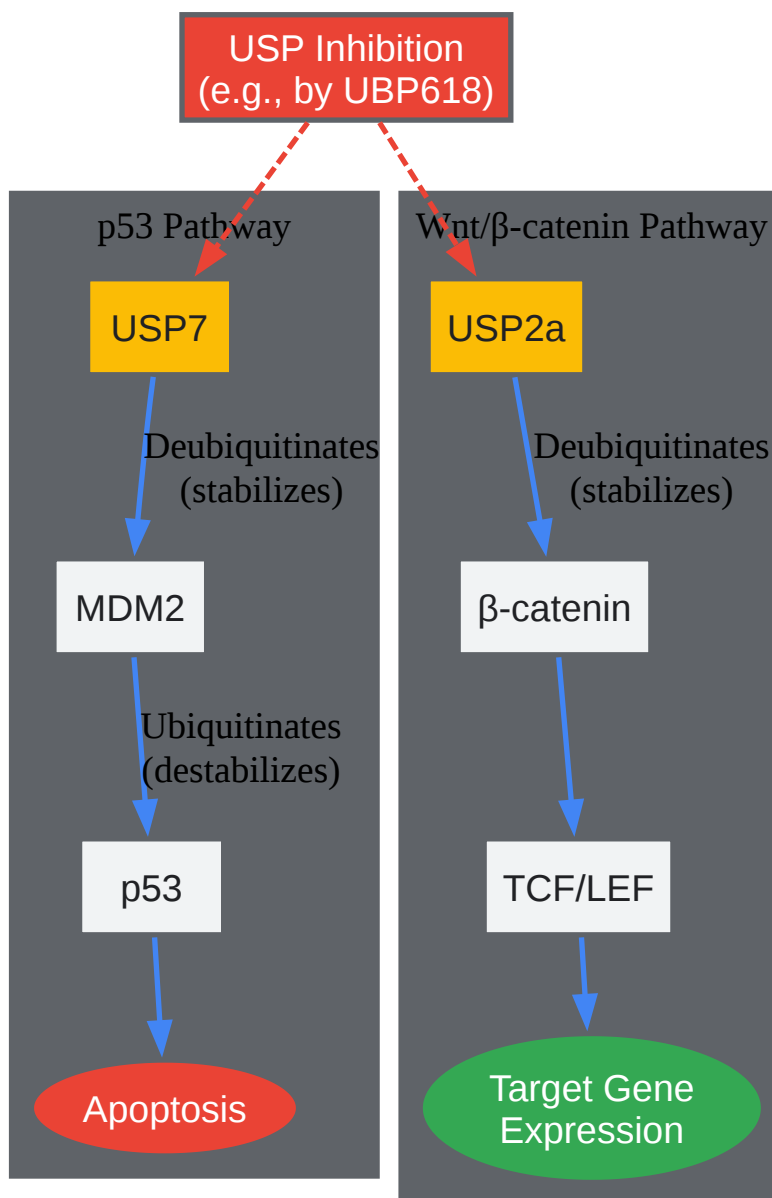 USP Inhibition
(e.g., by UBP618)
p53 Pathway
USP7
Deubiquitinates
(stabilizes)
MDM2
Ubiquitinates
(destabilizes)
p53
Apoptosis
Wnt/β-catenin Pathway
USP2a
Deubiquitinates
(stabilizes)
β-catenin
TCF/LEF
Target Gene
Expression